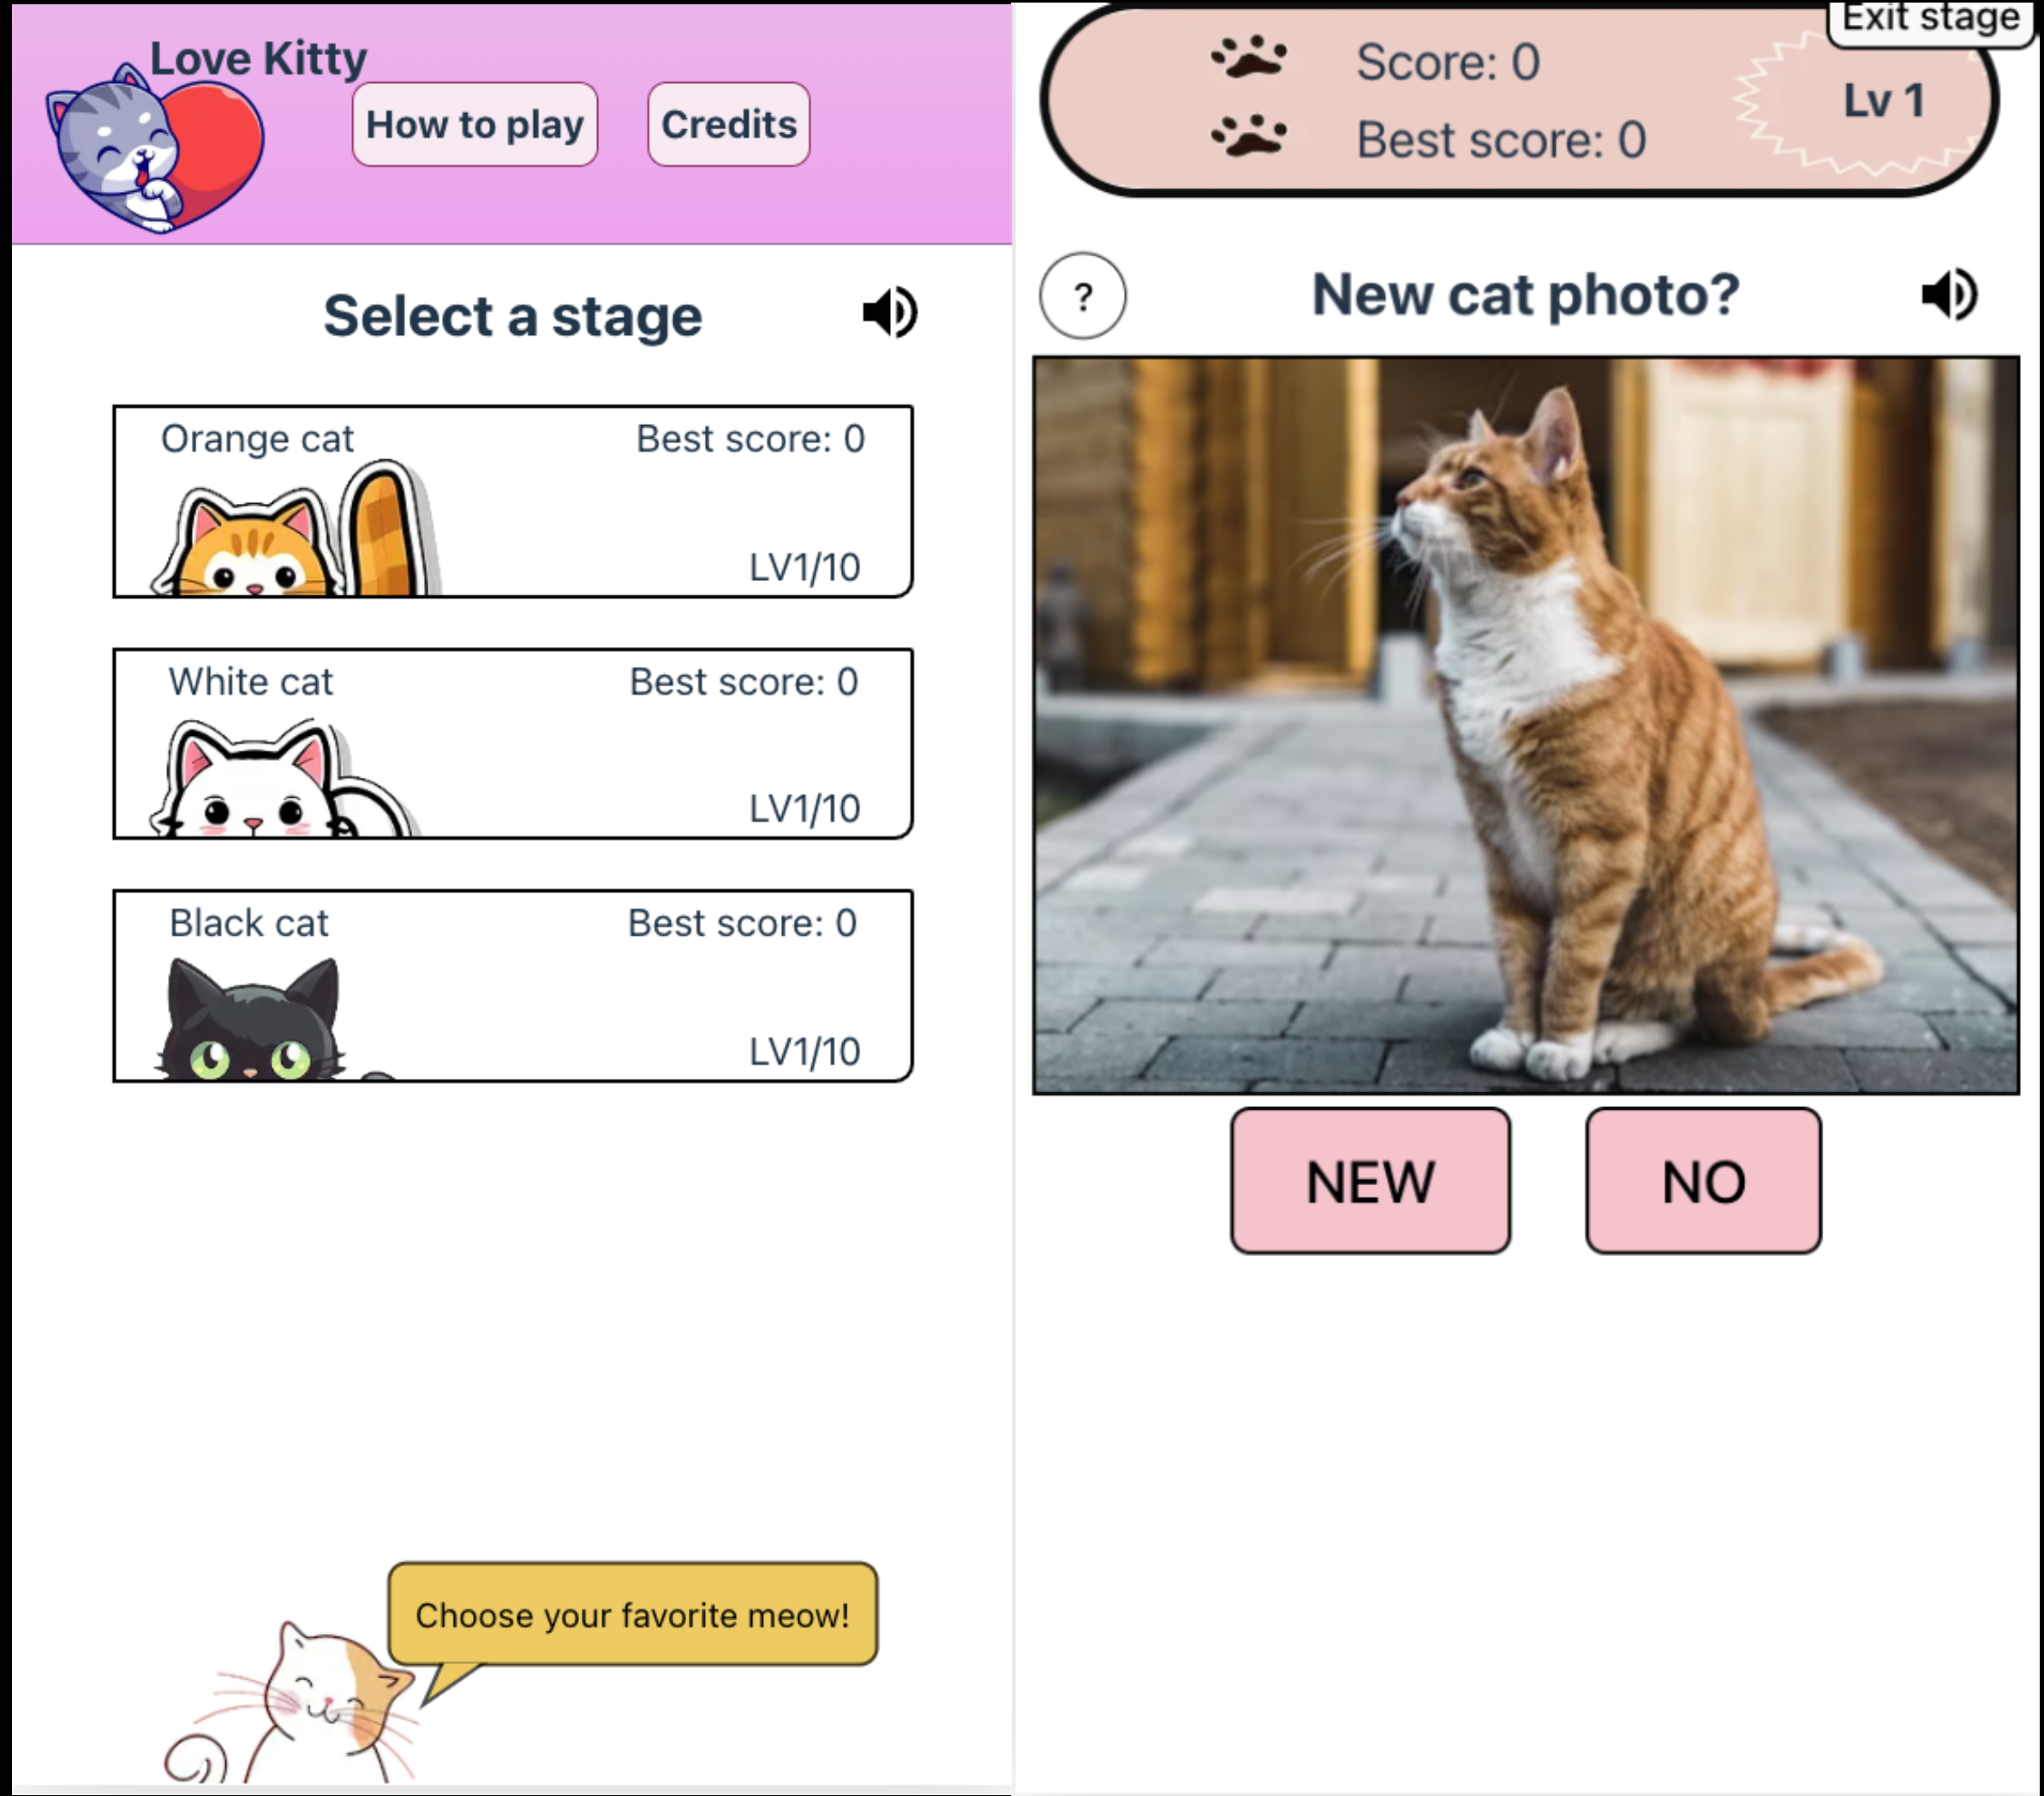 Love Kitty
How to play
Credits
Select a stage
Orange cat
Best score: 0
LV1/10
White cat
Best score: 0
LV1/10
Black cat
Best score: 0
LV1/10
Choose your favorite meow!
Exit stage
Score: 0
Best score: 0
Lv 1
?
New cat photo?
NEW
NO